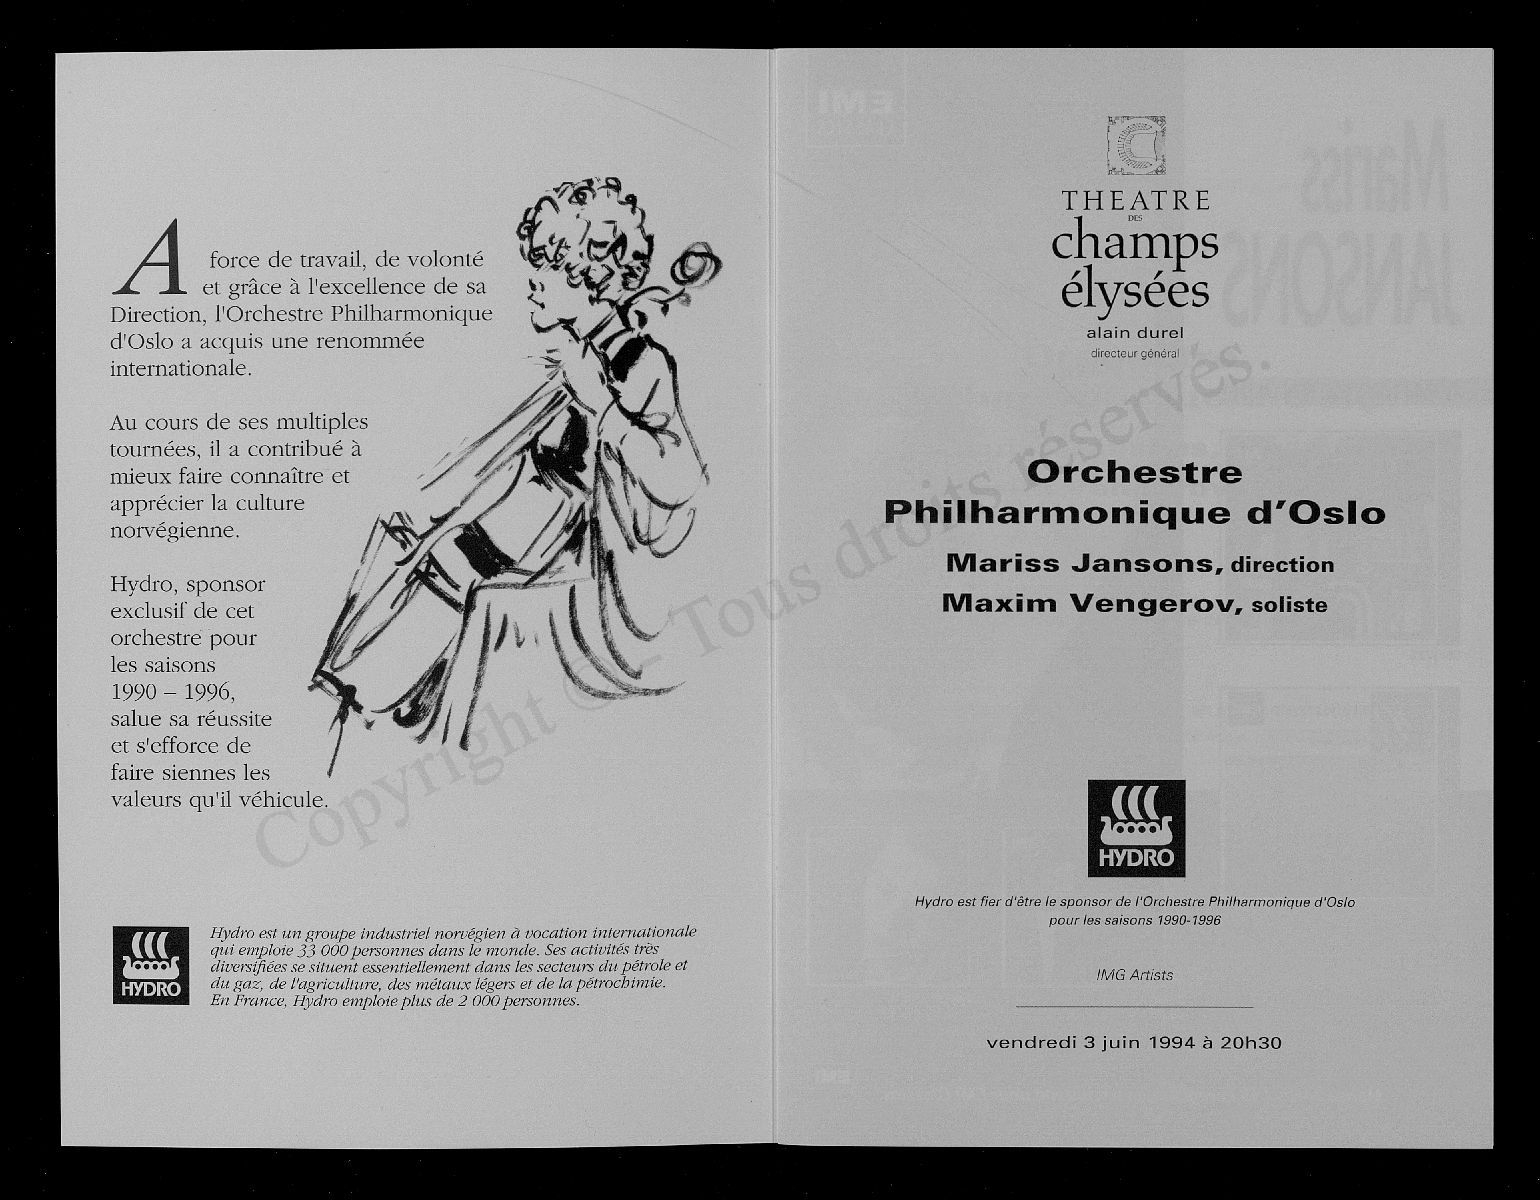 A force de travail, de volonté
et grâce à l'excellence de sa
Direction, l'Orchestre Philharmonique
d'Oslo a acquis une renommée
internationale.
Au cours de ses multiples
tournées, il a contribué à
mieux faire connaître et
apprécier la culture
norvégienne.
Hydro, sponsor
exclusif de cet
orchestre pour
les saisons
1990 – 1996,
salue sa réussite
et s'efforce de
faire siennes les
valeurs qu'il véhicule.
HYDRO
Hydro est un groupe industriel norvégien à vocation internationale
qui emploie 33 000 personnes dans le monde. Ses activités très
diversifiées se situent essentiellement dans les secteurs du pétrole et
du gaz, de l'agriculture, des métaux légers et de la pétrochimie.
En France, Hydro emploie plus de 2 000 personnes.
THEATRE
DES
champs
élysées
alain durel
directeur général
Orchestre
Philharmonique d'Oslo
Mariss Jansons, direction
Maxim Vengerov, soliste
HYDRO
Hydro est fier d'être le sponsor de l'Orchestre Philharmonique d'Oslo
pour les saisons 1990-1996
IMG Artists
vendredi 3 juin 1994 à 20h30
Copyright © - Tous droits réservés.
EMI
Mariss
JANSONS
EMI